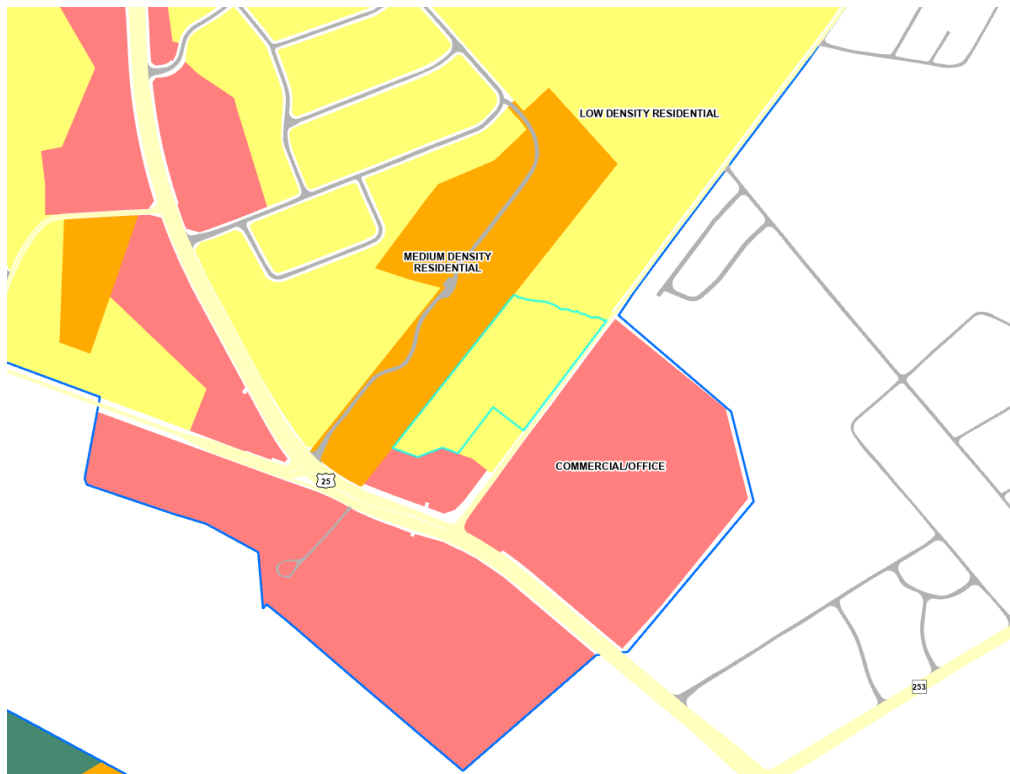 LOW DENSITY RESIDENTIAL
MEDIUM DENSITY
RESIDENTIAL
COMMERCIAL/OFFICE
25
253